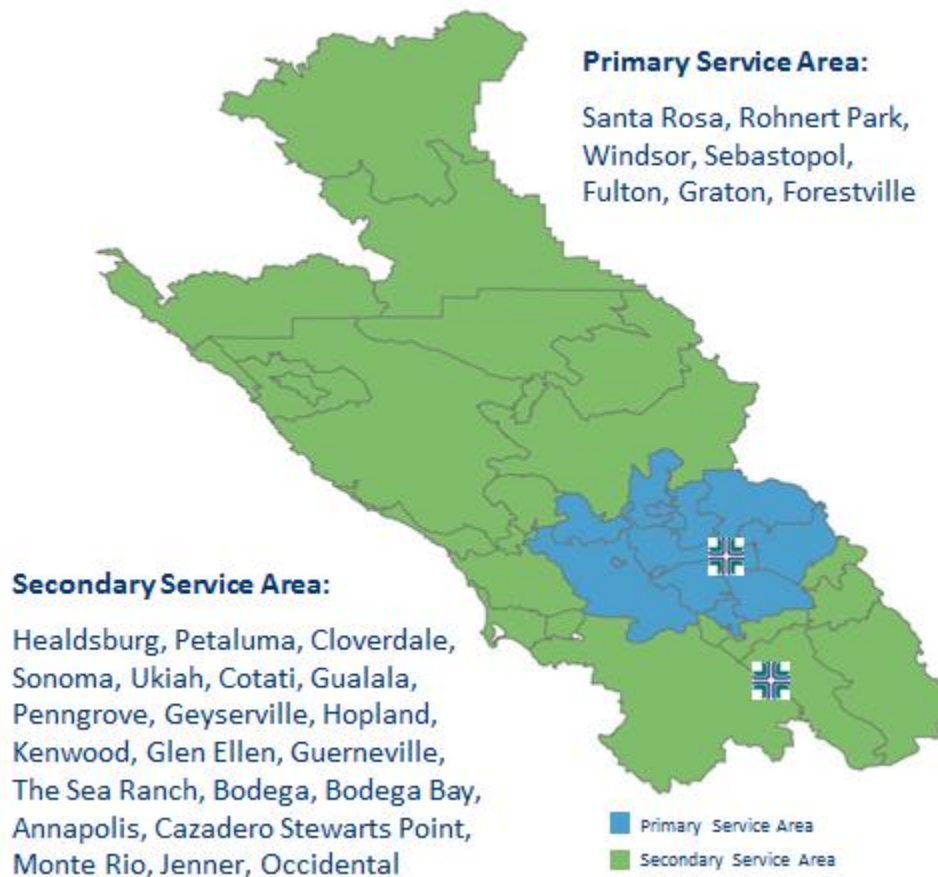 Primary Service Area:
Santa Rosa, Rohnert Park,
Windsor, Sebastopol,
Fulton, Graton, Forestville
Secondary Service Area:
Healdsburg, Petaluma, Cloverdale,
Sonoma, Ukiah, Cotati, Gualala,
Penngrove, Geyserville, Hopland,
Kenwood, Glen Ellen, Guerneville,
The Sea Ranch, Bodega, Bodega Bay,
Annapolis, Cazadero Stewarts Point,
Monte Rio, Jenner, Occidental
Primary Service Area
Secondary Service Area